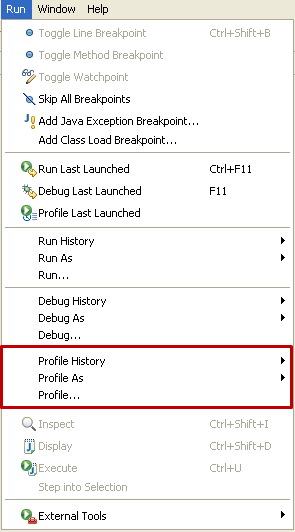 Run Window Help
Toggle Line Breakpoint Ctrl+Shift+B
Toggle Method Breakpoint
Toggle Watchpoint
Skip All Breakpoints
Add Java Exception Breakpoint...
Add Class Load Breakpoint...
Run Last Launched Ctrl+F11
Debug Last Launched F11
Profile Last Launched
Run History
Run As
Run...
Debug History
Debug As
Debug...
Profile History
Profile As
Profile...
Inspect Ctrl+Shift+I
Display Ctrl+Shift+D
Execute Ctrl+U
Step into Selection
External Tools